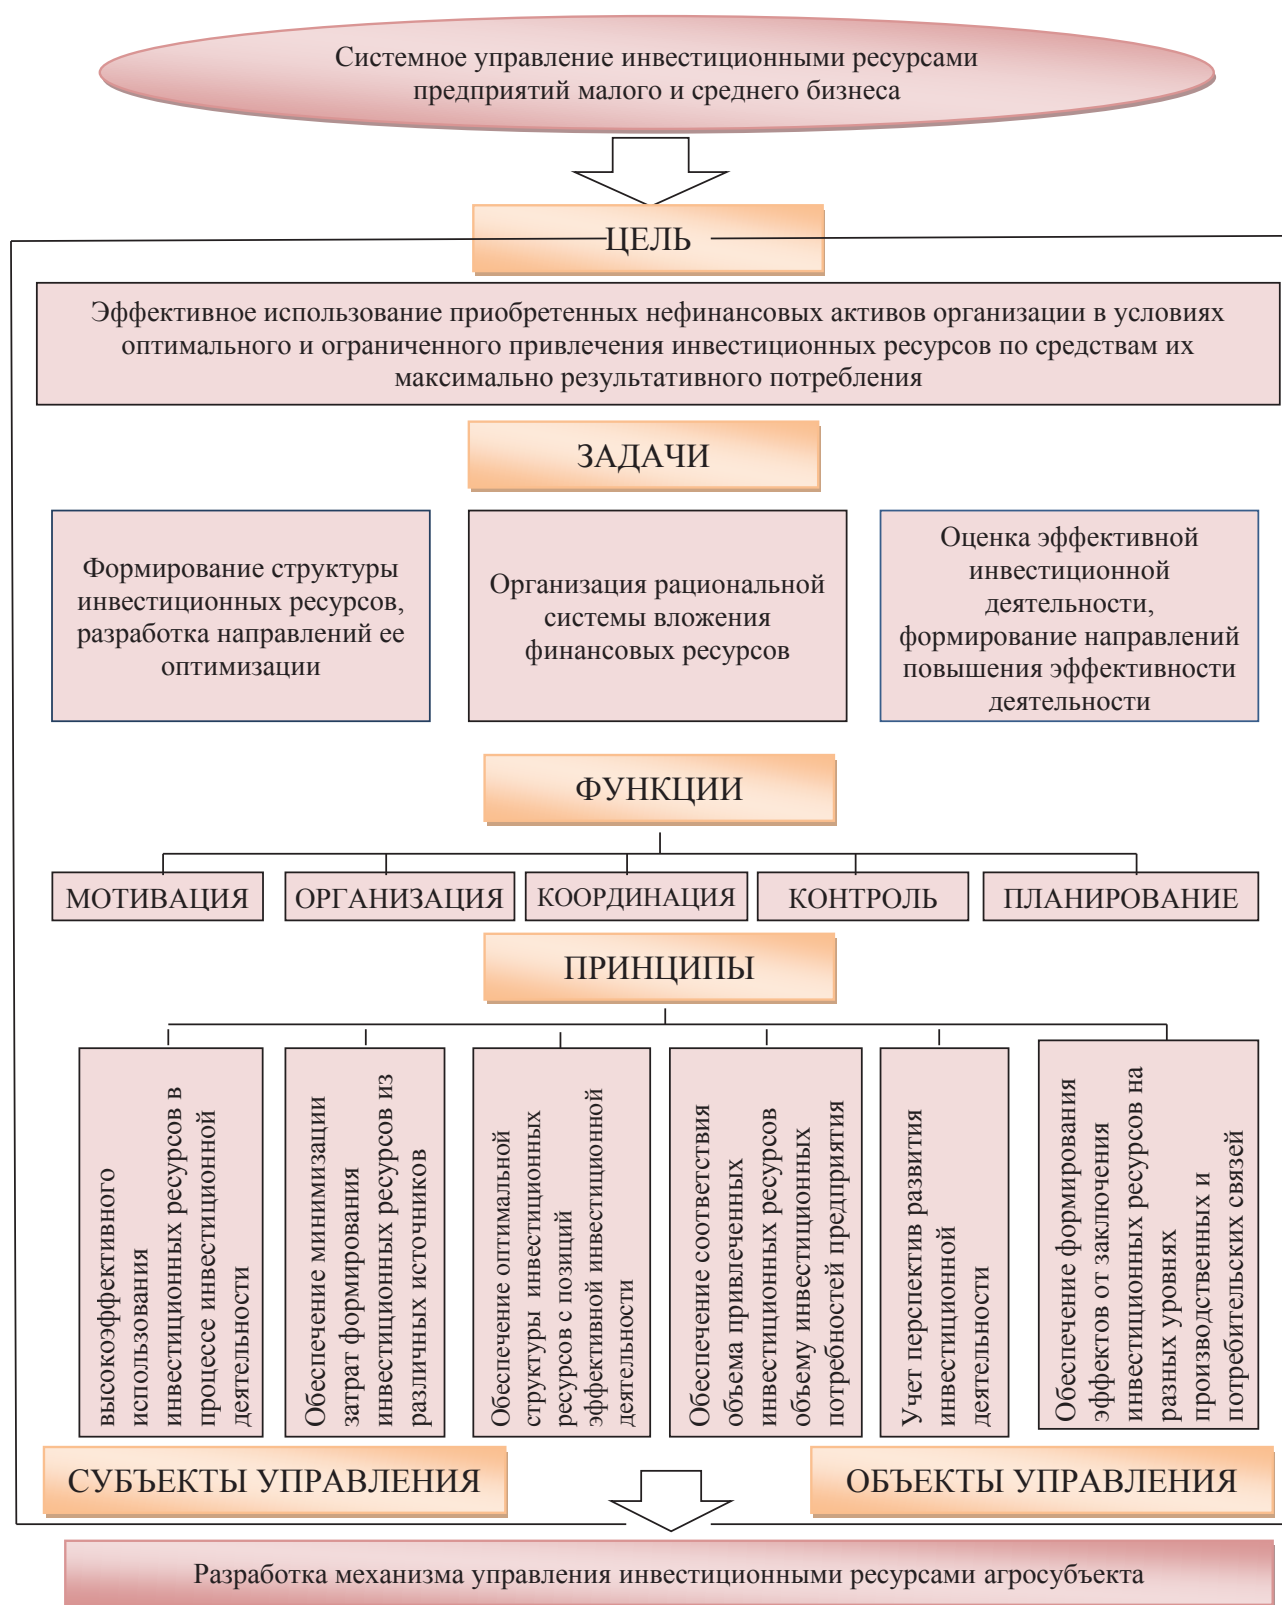 Системное управление инвестиционными ресурсами
предприятий малого и среднего бизнеса
ЦЕЛЬ
Эффективное использование приобретенных нефинансовых активов организации в условиях
оптимального и ограниченного привлечения инвестиционных ресурсов по средствам их
максимально результативного потребления
ЗАДАЧИ
Формирование структуры
инвестиционных ресурсов,
разработка направлений ее
оптимизации
Организация рациональной
системы вложения
финансовых ресурсов
Оценка эффективной
инвестиционной
деятельности,
формирование направлений
повышения эффективности
деятельности
ФУНКЦИИ
МОТИВАЦИЯ
ОРГАНИЗАЦИЯ
КООРДИНАЦИЯ
КОНТРОЛЬ
ПЛАНИРОВАНИЕ
ПРИНЦИПЫ
высокоэффективного
использования
инвестиционных ресурсов в
процессе инвестиционной
деятельности
Обеспечение минимизации
затрат формирования
инвестиционных ресурсов из
различных источников
Обеспечение оптимальной
структуры инвестиционных
ресурсов с позиций
эффективной инвестиционной
деятельности
Обеспечение соответствия
объема привлеченных
инвестиционных ресурсов
объему инвестиционных
потребностей предприятия
Учет перспектив развития
инвестиционной
деятельности
Обеспечение формирования
эффектов от заключения
инвестиционных ресурсов на
разных уровнях
производственных и
потребительских связей
СУБЪЕКТЫ УПРАВЛЕНИЯ
ОБЪЕКТЫ УПРАВЛЕНИЯ
Разработка механизма управления инвестиционными ресурсами агросубъекта